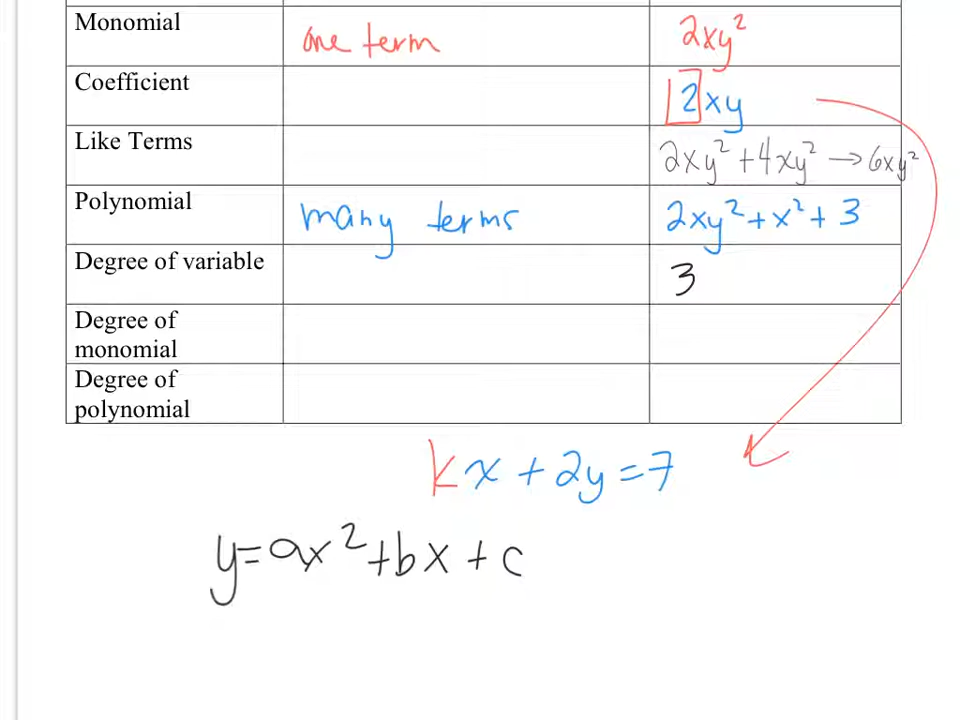 Monomial one term 2xy²
Coefficient 2xy
Like Terms 2xy² + 4xy² → 6xy²
Polynomial many terms 2xy² + x² + 3
Degree of variable 3
Degree of
monomial
Degree of
polynomial
kx + 2y = 7
y = ax² + bx + c